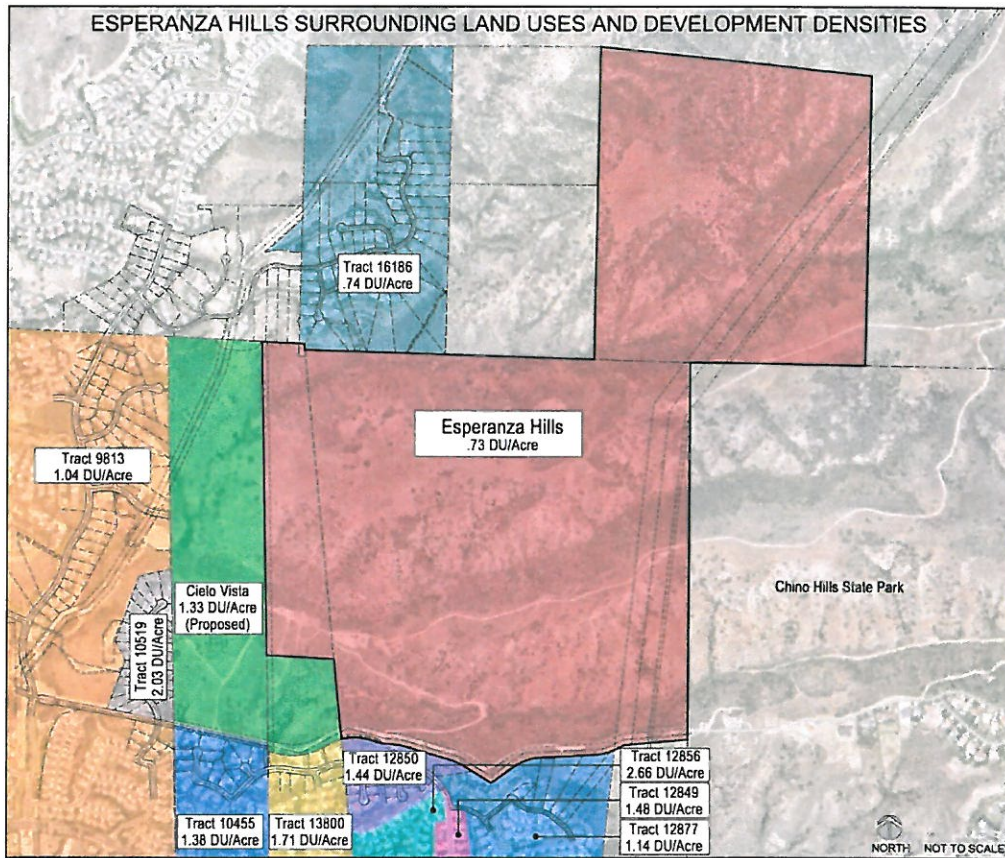 ESPERANZA HILLS SURROUNDING LAND USES AND DEVELOPMENT DENSITIES
Tract 16186
.74 DU/Acre
Esperanza Hills
.73 DU/Acre
Tract 9813
1.04 DU/Acre
Cielo Vista
1.33 DU/Acre
(Proposed)
Tract 10519
2.03 DU/Acre
Chino Hills State Park
Tract 12850
1.44 DU/Acre
Tract 12856
2.66 DU/Acre
Tract 12849
1.48 DU/Acre
Tract 12877
1.14 DU/Acre
Tract 10455
1.38 DU/Acre
Tract 13800
1.71 DU/Acre
NORTH NOT TO SCALE